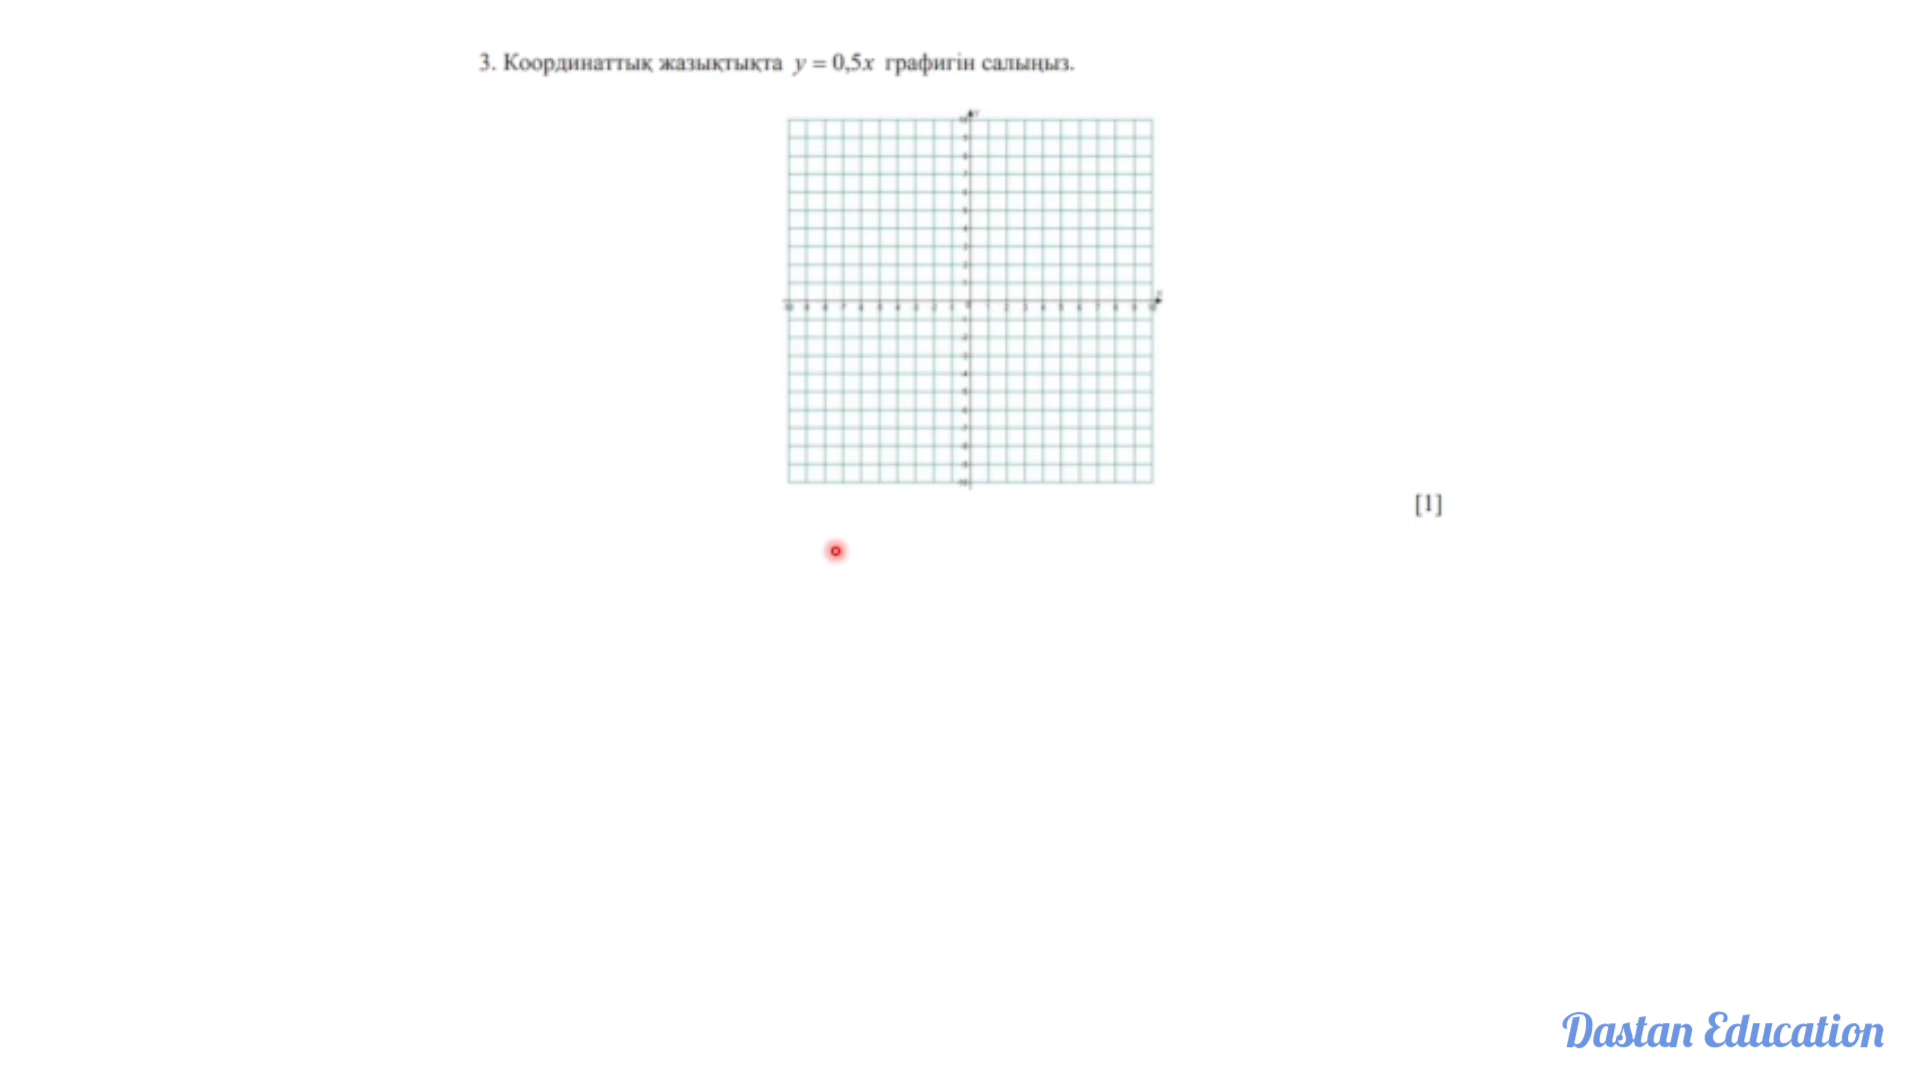 3. Координаттық жазықтықта y = 0,5x графигін салыңыз.
[1]
Dastan Education